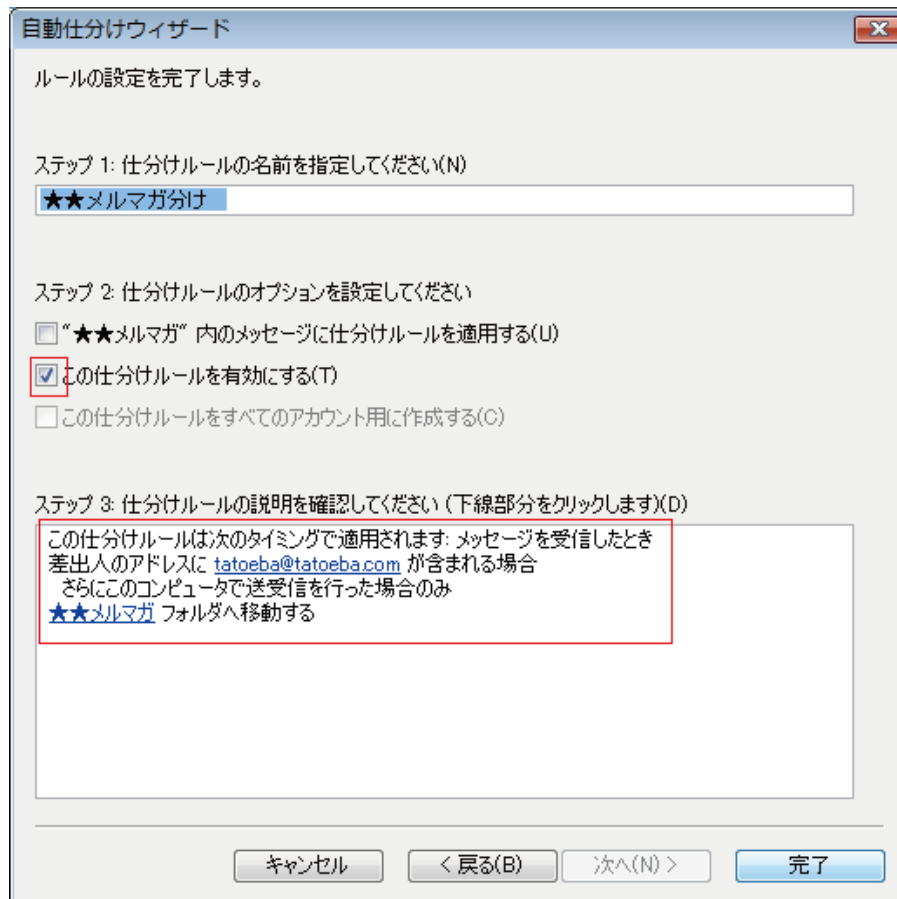 自動仕分けウィザード
ルールの設定を完了します。
ステップ 1: 仕分けルールの名前を指定してください(N)
★★メルマガ分け
ステップ 2: 仕分けルールのオプションを設定してください
“★★メルマガ” 内のメッセージに仕分けルールを適用する(U)
この仕分けルールを有効にする(T)
この仕分けルールをすべてのアカウント用に作成する(C)
ステップ 3: 仕分けルールの説明を確認してください (下線部分をクリックします)(D)
この仕分けルールは次のタイミングで適用されます: メッセージを受信したとき
差出人のアドレスに tatoeba@tatoeba.com が含まれる場合
さらにこのコンピュータで送受信を行った場合のみ
★★メルマガ フォルダへ移動する
キャンセル < 戻る(B) 次へ(N) > 完了